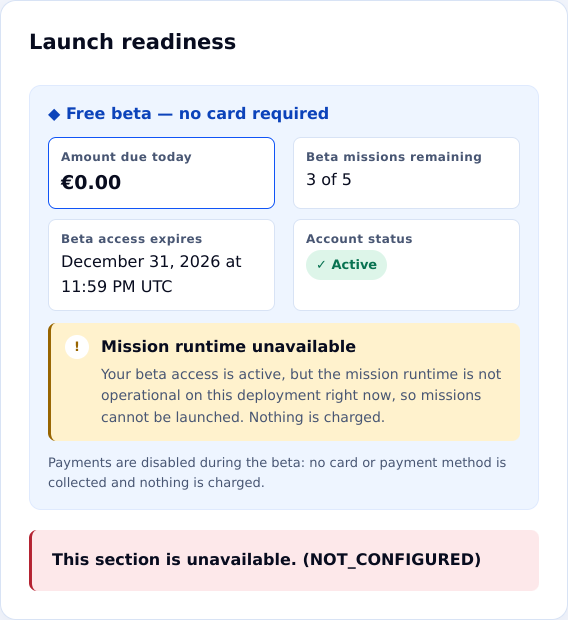 Launch readiness
◆ Free beta — no card required
Amount due today
€0.00
Beta missions remaining
3 of 5
Beta access expires
December 31, 2026 at
11:59 PM UTC
Account status
✓ Active
!
Mission runtime unavailable
Your beta access is active, but the mission runtime is not
operational on this deployment right now, so missions
cannot be launched. Nothing is charged.
Payments are disabled during the beta: no card or payment method is
collected and nothing is charged.
This section is unavailable. (NOT_CONFIGURED)